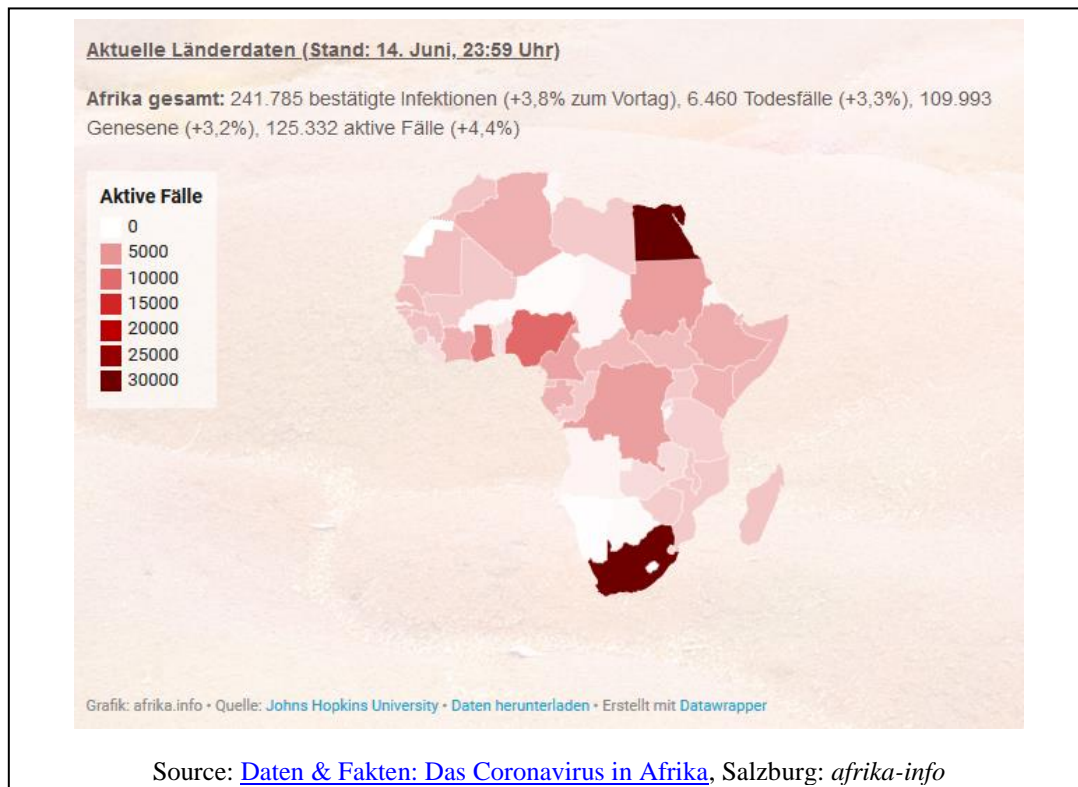 Aktuelle Länderdaten (Stand: 14. Juni, 23:59 Uhr)
Afrika gesamt: 241.785 bestätigte Infektionen (+3,8% zum Vortag), 6.460 Todesfälle (+3,3%), 109.993
Genesene (+3,2%), 125.332 aktive Fälle (+4,4%)
Aktive Fälle
0
5000
10000
15000
20000
25000
30000
Grafik: afrika.info • Quelle: Johns Hopkins University • Daten herunterladen • Erstellt mit Datawrapper
Source: Daten & Fakten: Das Coronavirus in Afrika, Salzburg: afrika-info